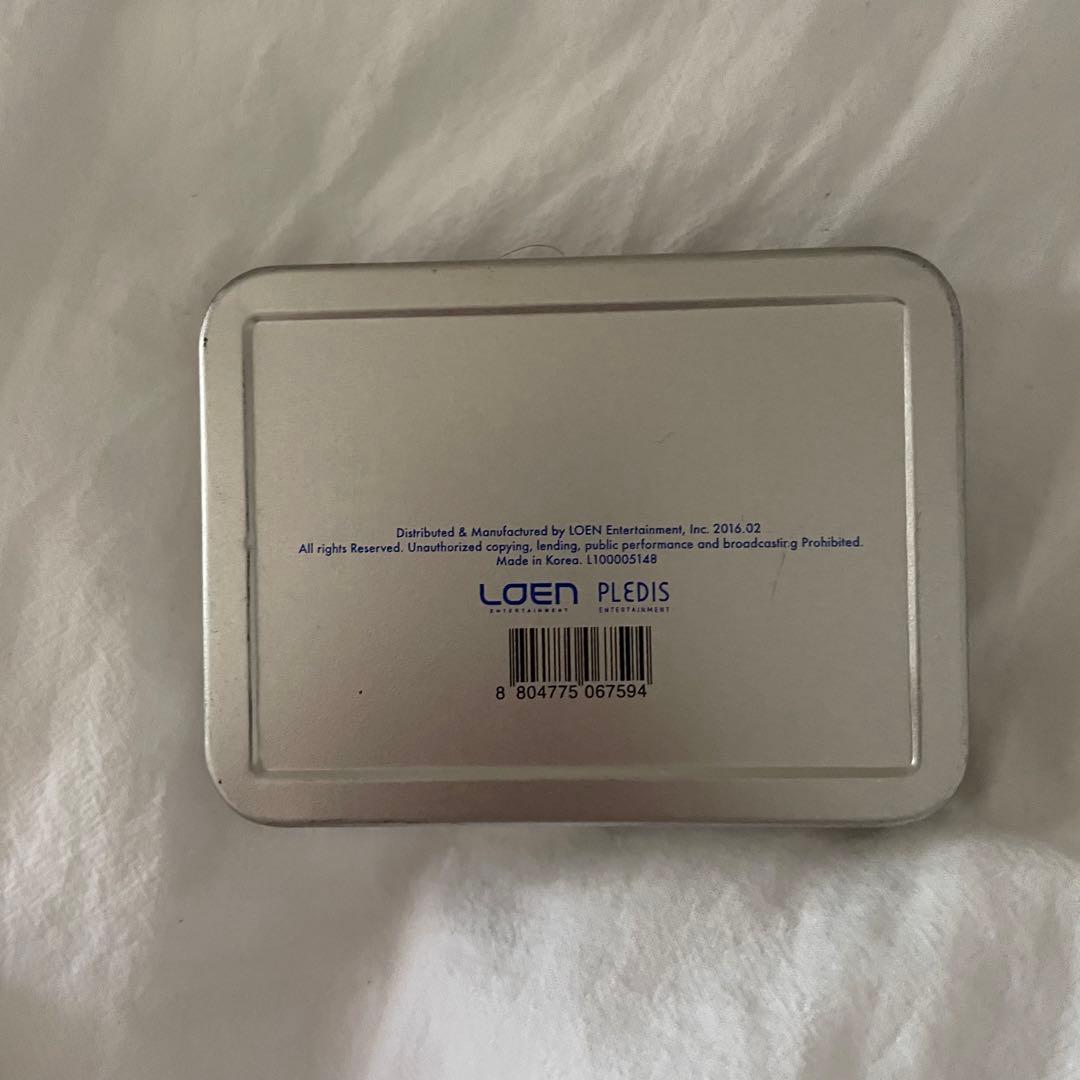 Distributed & Manufactured by LOEN Entertainment, Inc. 2016.02
All rights Reserved. Unauthorized copying, lending, public performance and broadcasting Prohibited.
Made in Korea. L100005148
LOEN PLEDIS
ENTERTAINMENT ENTERTAINMENT
8 804775 067594